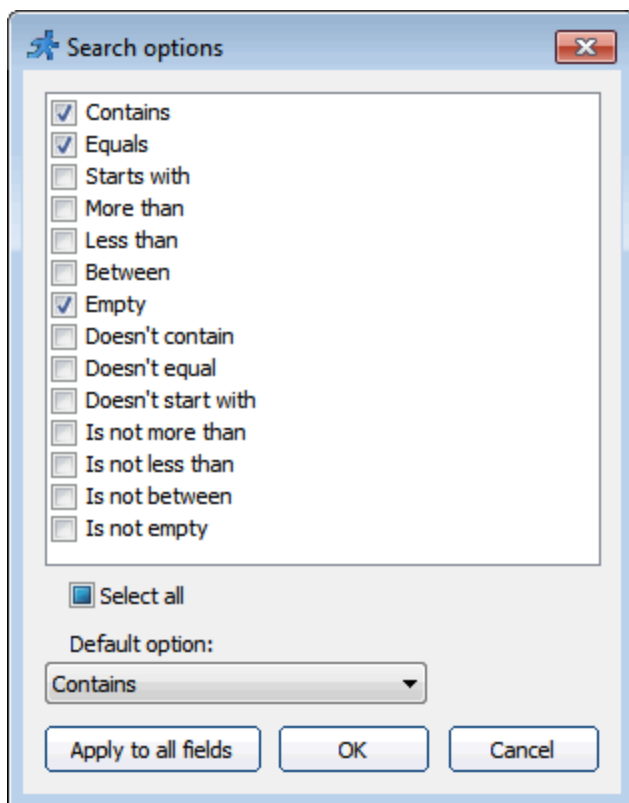 Search options
Contains
Equals
Starts with
More than
Less than
Between
Empty
Doesn't contain
Doesn't equal
Doesn't start with
Is not more than
Is not less than
Is not between
Is not empty
Select all
Default option:
Contains
Apply to all fields OK Cancel